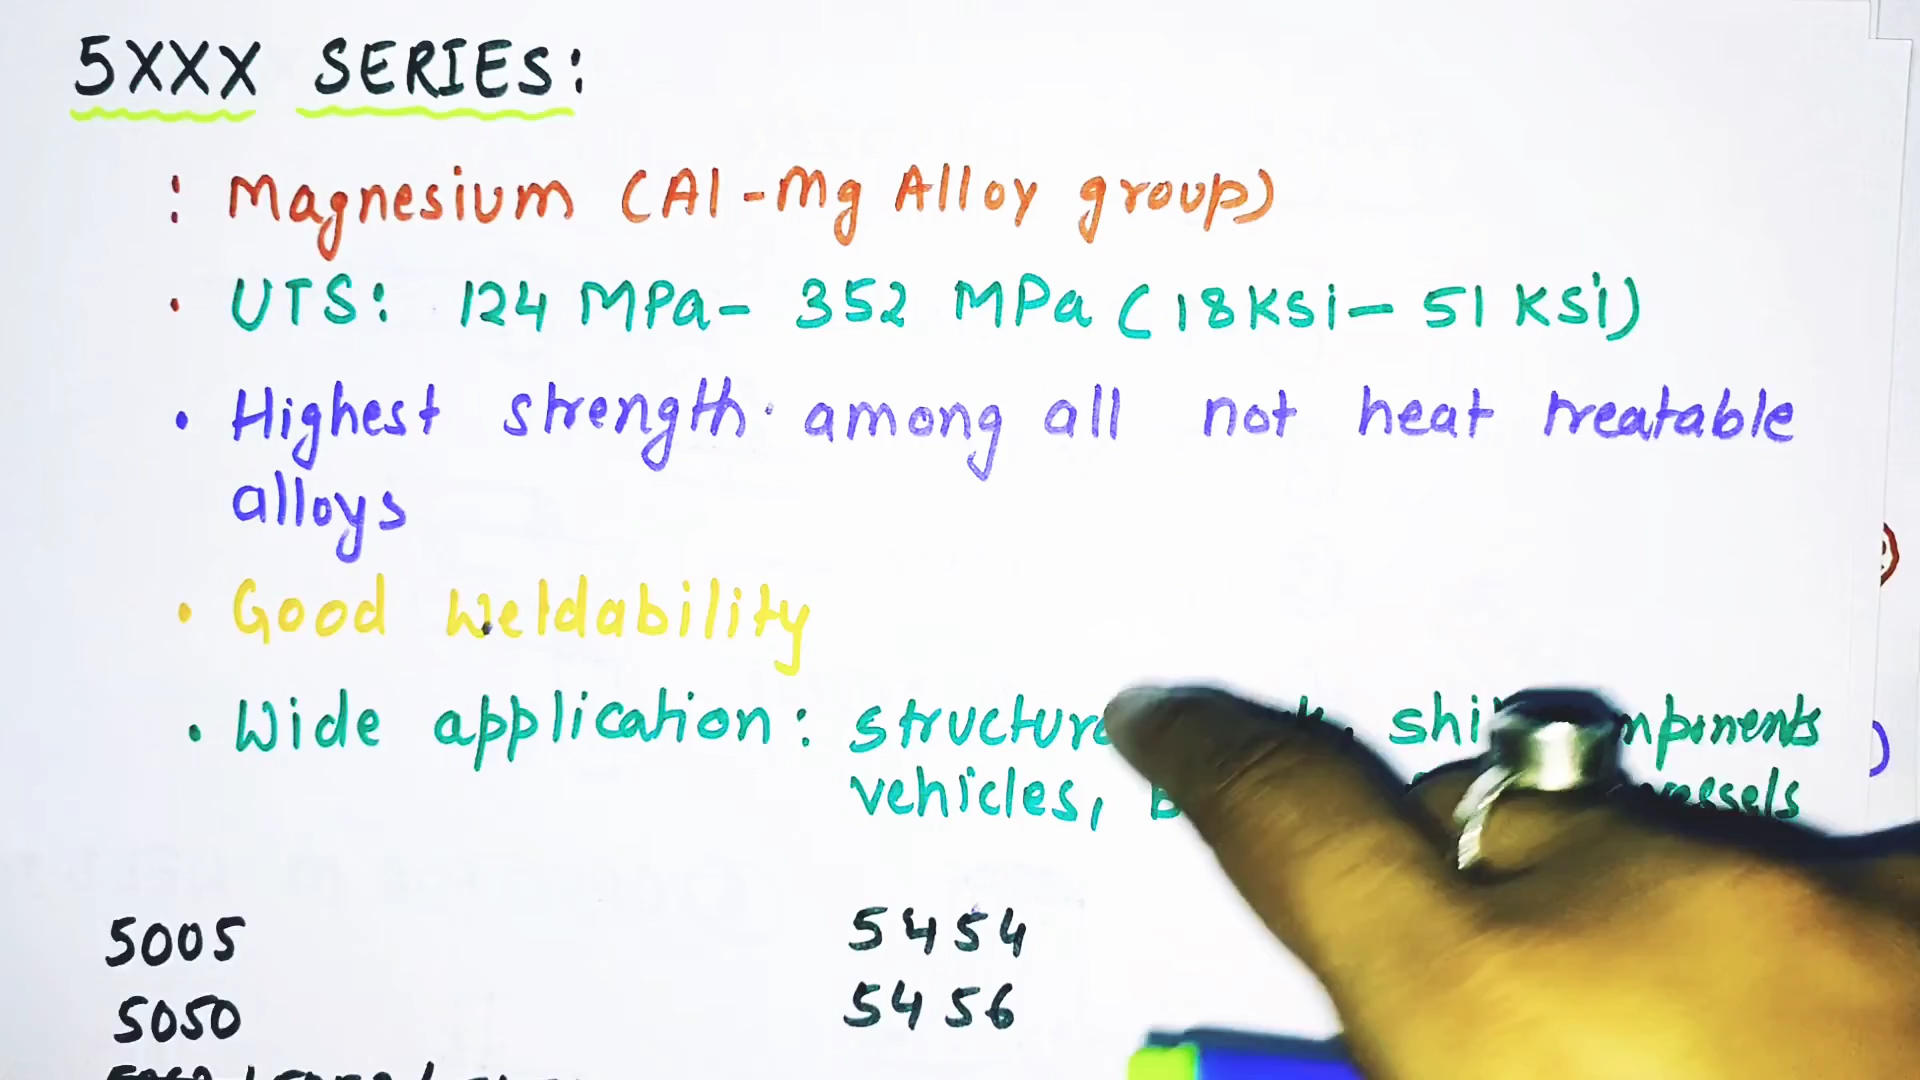 5XXX SERIES:
: Magnesium (Al-Mg Alloy group)
• UTS: 124 MPa - 352 MPa (18Ksi - 51 KSi)
• Highest strength among all not heat treatable
alloys
• Good weldability
• Wide application: vessels
vehicles,
5005 5454
5050 5456